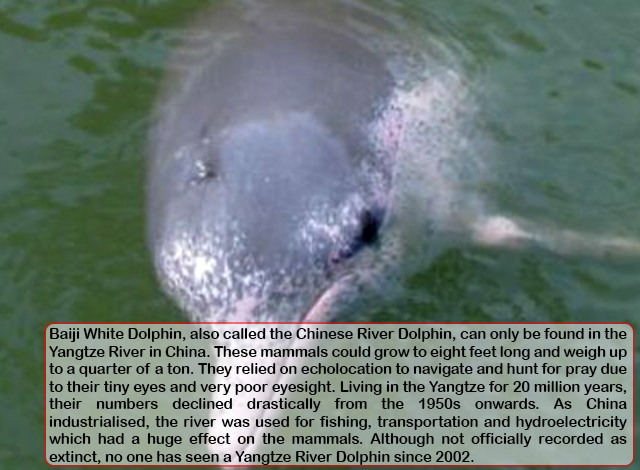 Baiji White Dolphin, also called the Chinese River Dolphin, can only be found in the
Yangtze River in China. These mammals could grow to eight feet long and weigh up
to a quarter of a ton. They relied on echolocation to navigate and hunt for pray due
to their tiny eyes and very poor eyesight. Living in the Yangtze for 20 million years,
their numbers declined drastically from the 1950s onwards. As China
industrialised, the river was used for fishing, transportation and hydroelectricity
which had a huge effect on the mammals. Although not officially recorded as
extinct, no one has seen a Yangtze River Dolphin since 2002.